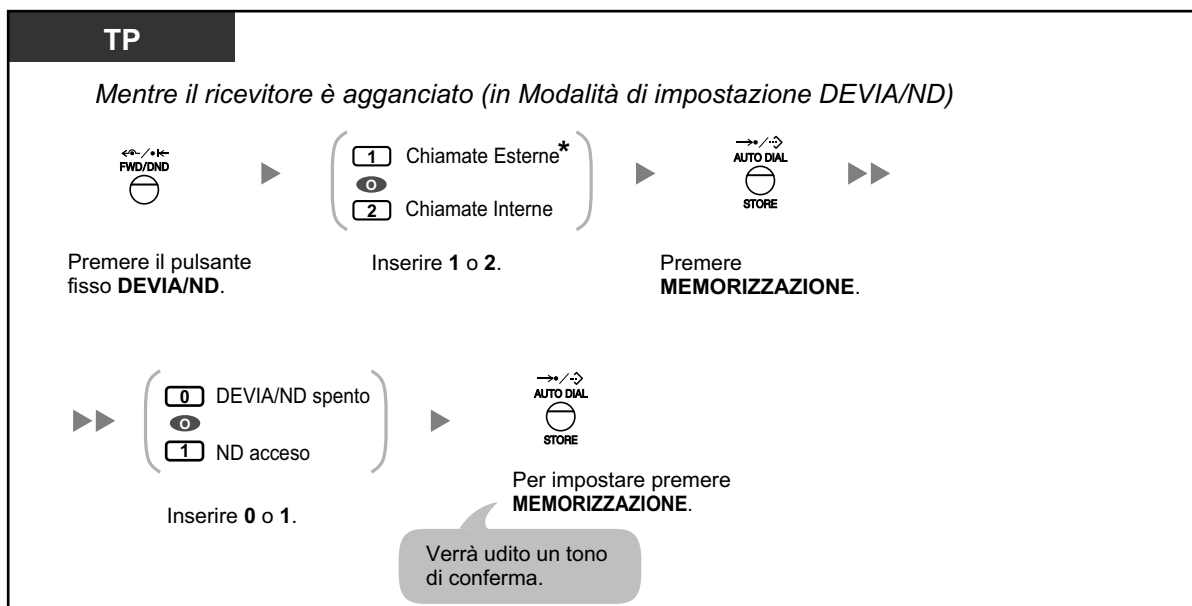 TP
Mentre il ricevitore è agganciato (in Modalità di impostazione DEVIA/ND)
FWD/DND
1 Chiamate Esterne*
O
2 Chiamate Interne
AUTO DIAL
STORE
Premere il pulsante
fisso DEVIA/ND.
Inserire 1 o 2.
Premere
MEMORIZZAZIONE.
0 DEVIA/ND spento
O
1 ND acceso
AUTO DIAL
STORE
Inserire 0 o 1.
Per impostare premere
MEMORIZZAZIONE.
Verrà udito un tono
di conferma.